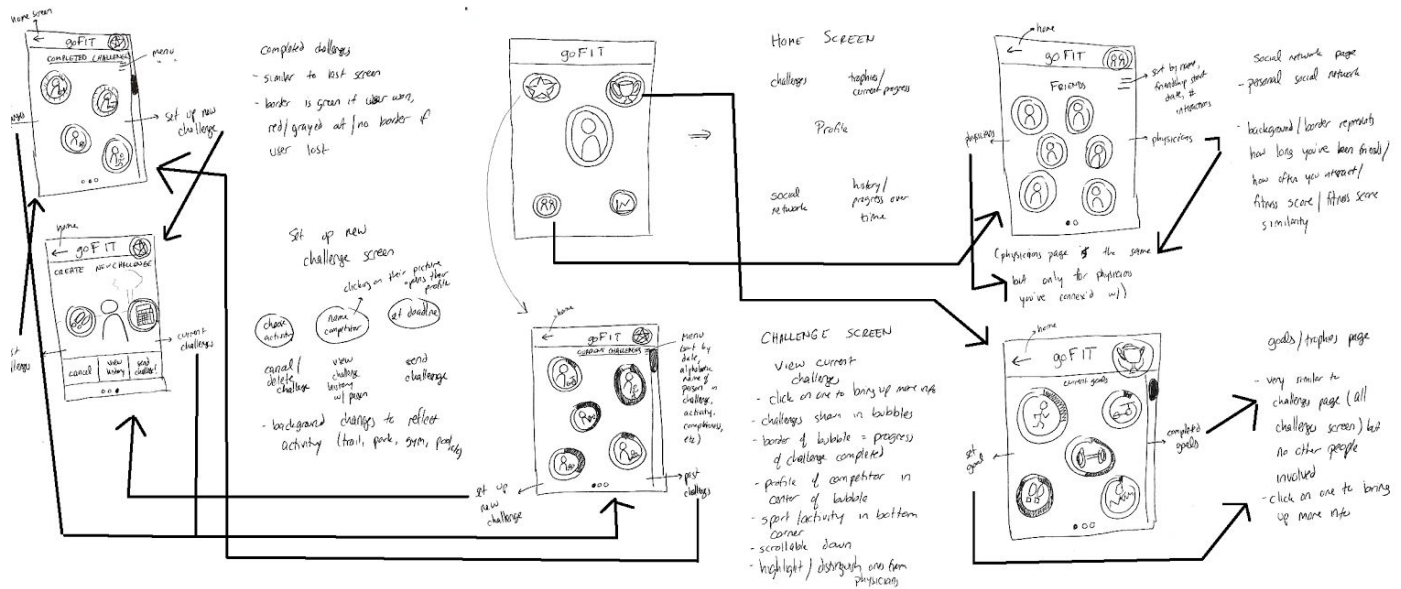 home screen
←
goFIT
COMPLETED CHALLENGES
menu
set up new
challenge
completed challenges
- similar to last screen
- border is green if user won,
red/grayed out/no border if
user lost
home
← goFIT
CREATE NEW CHALLENGE
cancel
view
history
send
challenge!
current
challenges
Set up new
challenge screen
clicking on their picture
opens their
profile
choose
activity
name
competitor
set deadline
cancel/
delete
challenge
view
challenge
history
w/ person
send
challenge
- background changes to reflect
activity (trail, park, gym, pool, etc)
goFIT
⇒
HOME SCREEN
challenges
trophies/
current progress
Profile
social
network
history/
progress over
time
home
←
goFIT
CURRENT CHALLENGES
Menu
(sort by
date,
alphabetic
name of
person in
challenge,
activity,
completeness,
etc)
set up
new
challenge
past
challenges
CHALLENGE SCREEN
view current
challenges
- click on one to bring up more info
- challenges shown in bubbles
- border of bubble = progress
of challenge completed
- profile of competitor in
center of bubble
- sport/activity in bottom
corner
- scrollable down
- highlight/distinguish ones from
physicians
home
←
goFIT
FRIENDS
sort by name,
friendship start
date, #
interactions
physicians
physicians
(physicians page is the same
but only for physicians
you've connex'd w/)
Social network page
- personal social network
- background/border represents
how long you've been friends/
how often you interact/
fitness score/fitness score
similarity
home
←
goFIT
current goals
set
goal
completed
goals
goals/trophies page
- very similar to
challenges page (all
challenges screen) but
no other people
involved
- click on one to bring
up more info